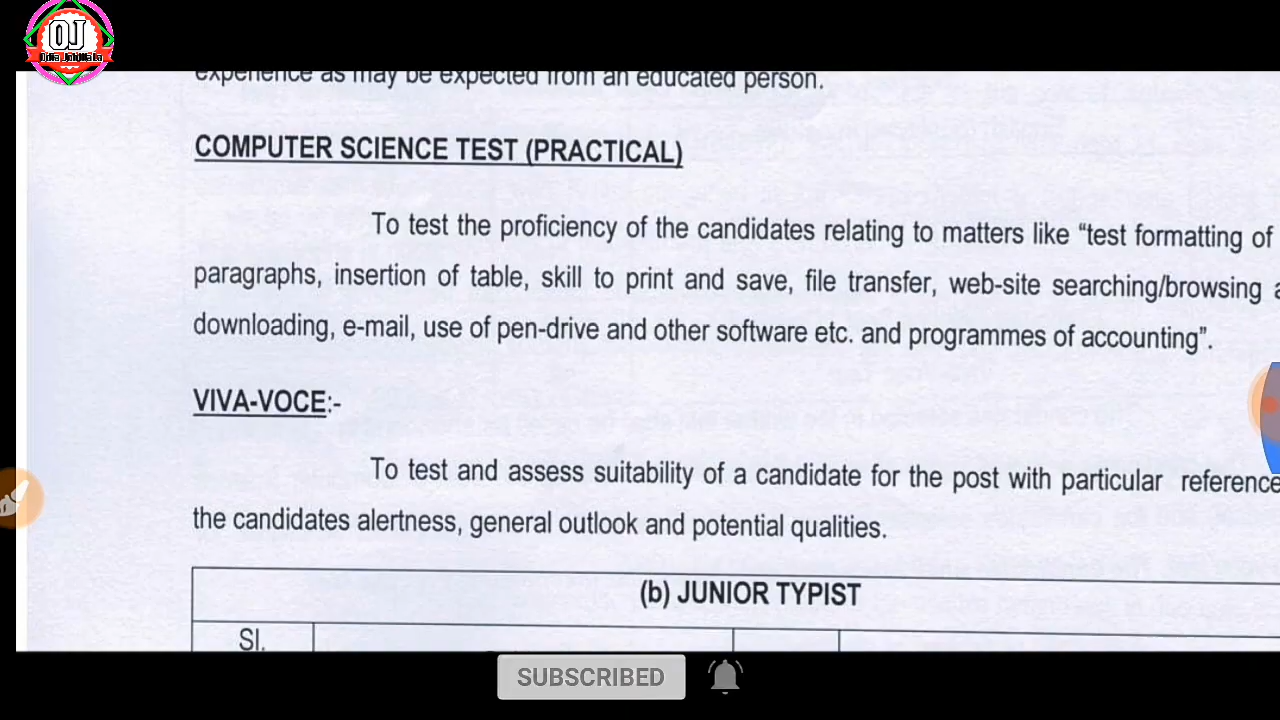 OJ
experience as may be expected from an educated person.
COMPUTER SCIENCE TEST (PRACTICAL)
To test the proficiency of the candidates relating to matters like “test formatting of
paragraphs, insertion of table, skill to print and save, file transfer, web-site searching/browsing
downloading, e-mail, use of pen-drive and other software etc. and programmes of accounting”.
VIVA-VOCE:-
To test and assess suitability of a candidate for the post with particular reference
the candidates alertness, general outlook and potential qualities.
(b) JUNIOR TYPIST
Sl.
SUBSCRIBED